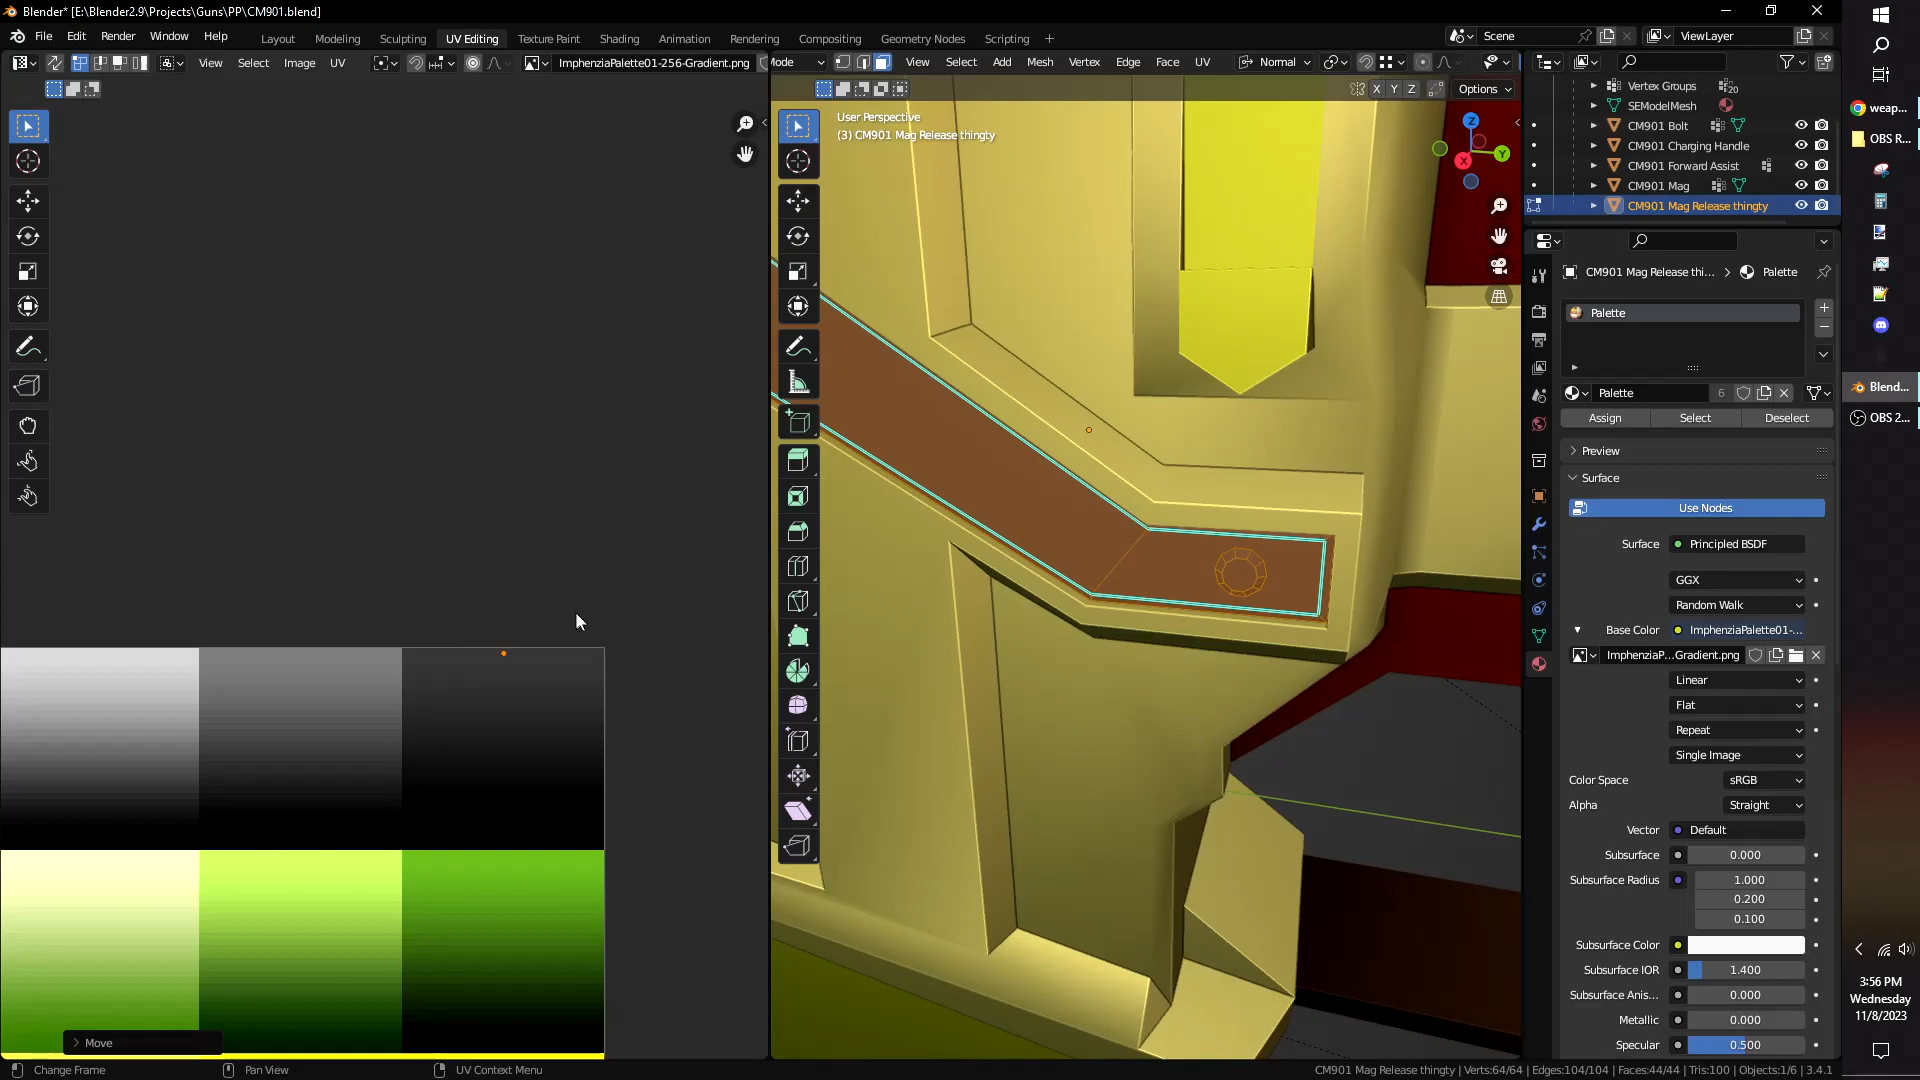 Blender* [E:\Blender2.9\Projects\Guns\PP\CM901.blend]
File Edit Render Window Help
Layout Modeling Sculpting UV Editing Texture Paint Shading Animation Rendering Compositing Geometry Nodes Scripting
Scene
ViewLayer
View Select Image UV
ImphenziaPalette01-256-Gradient.png
Mode View Select Add Mesh Vertex Edge Face UV
Normal
X Y Z
Options
User Perspective
(3) CM901 Mag Release thingty
Z
Y
X
Vertex Groups
20
SEModelMesh
CM901 Bolt
CM901 Charging Handle
CM901 Forward Assist
CM901 Mag
CM901 Mag Release thingty
CM901 Mag Release thi...
Palette
Palette
Palette
6
Assign
Select
Deselect
Preview
Surface
Use Nodes
Surface
Principled BSDF
GGX
Random Walk
Base Color
ImphenziaPalette01-...
ImphenziaP...Gradient.png
Linear
Flat
Repeat
Single Image
Color Space
sRGB
Alpha
Straight
Vector
Default
Subsurface
0.000
Subsurface Radius
1.000
0.200
0.100
Subsurface Color
Subsurface IOR
1.400
Subsurface Anis...
0.000
Metallic
0.000
Specular
0.500
Move
Change Frame
Pan View
UV Context Menu
CM901 Mag Release thingty | Verts:64/64 | Edges:104/104 | Faces:44/44 | Tris:100 | Objects:1/6 | 3.4.1
weap...
OBS R...
Blend...
OBS 2...
3:56 PM
Wednesday
11/8/2023